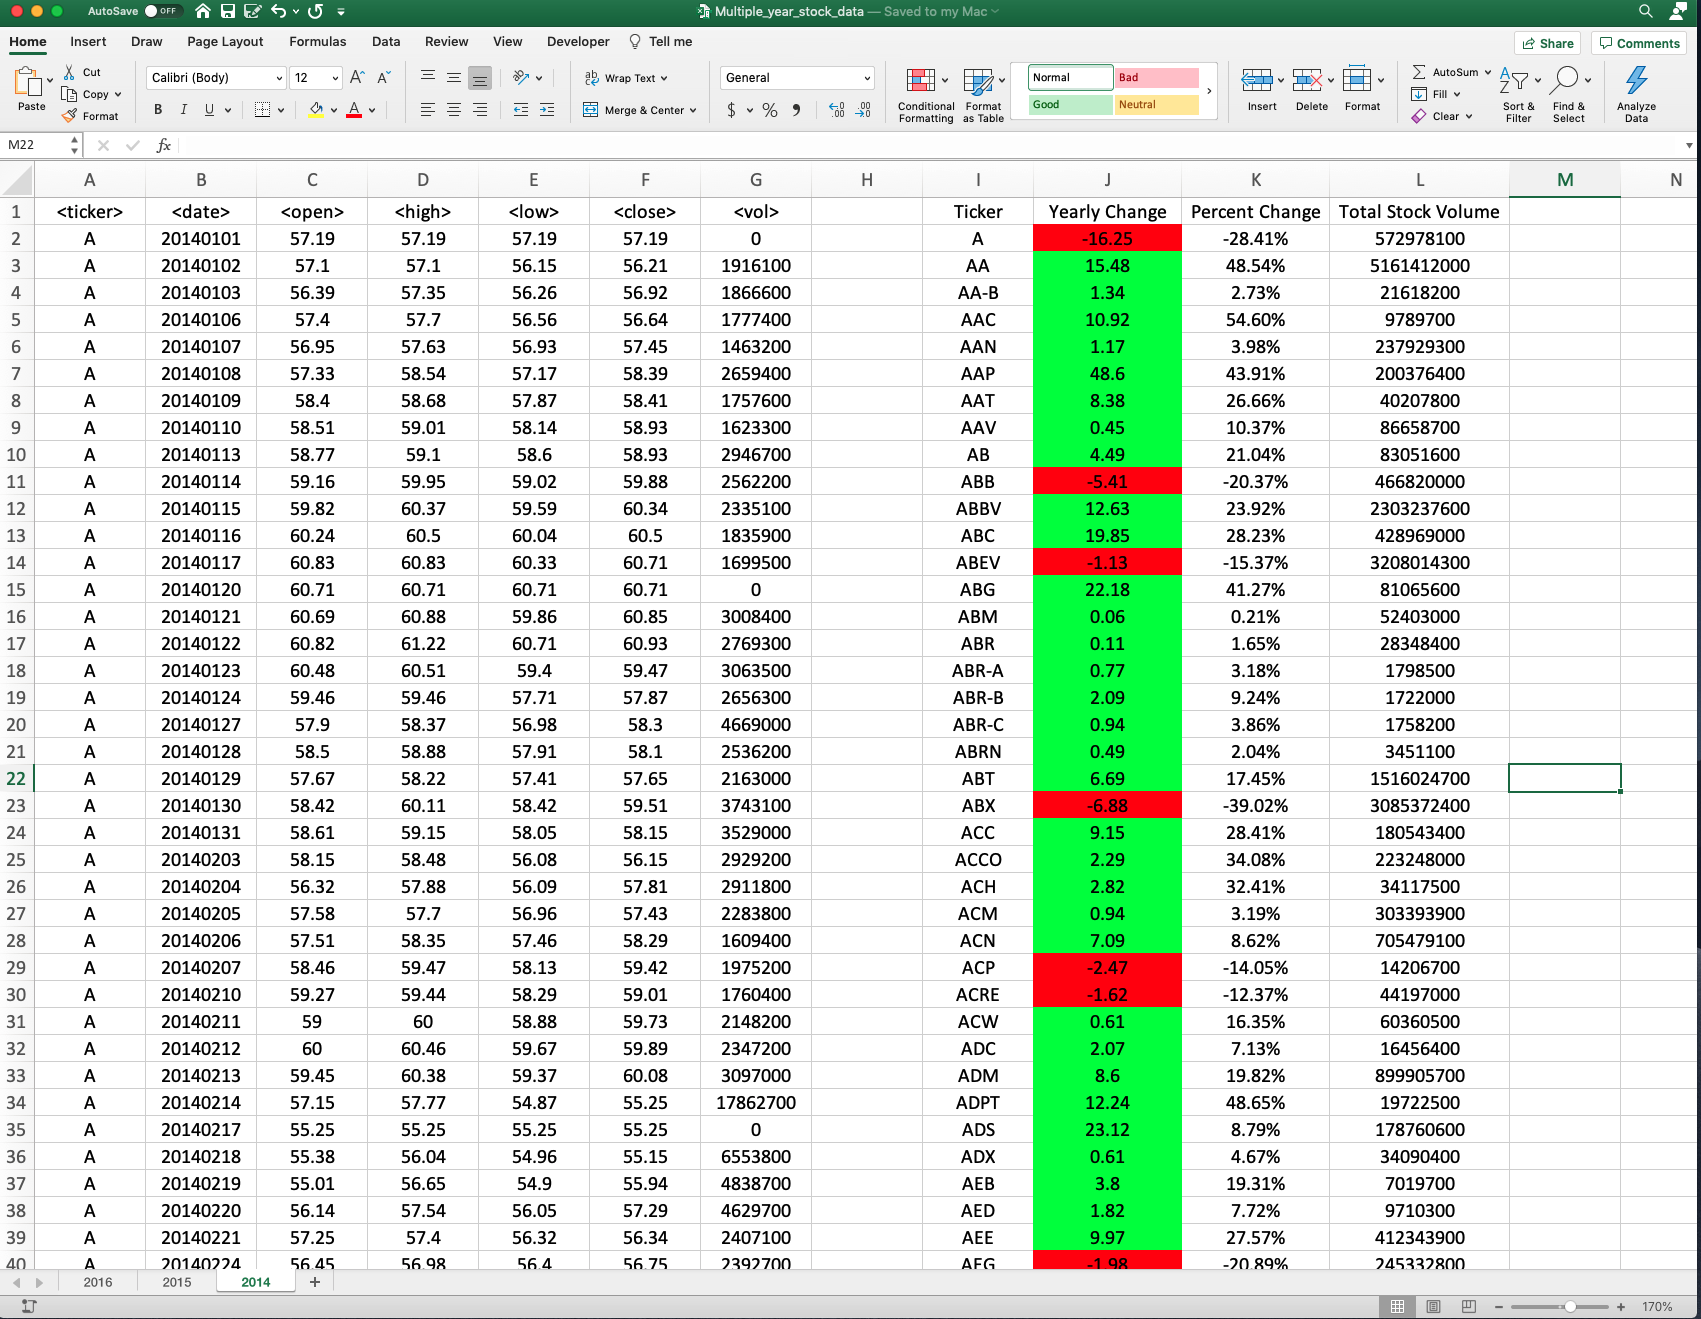 AutoSave OFF Multiple_year_stock_data — Saved to my Mac
Home Insert Draw Page Layout Formulas Data Review View Developer Tell me Share Comments
Paste Cut Copy Format
Calibri (Body) 12 A^ A˅
B I U A
ab Wrap Text
Merge & Center
General
$ % 9 .0 .00
Conditional Formatting Format as Table
Normal Bad
Good Neutral
Insert Delete Format
AutoSum Fill Clear
Sort & Filter Find & Select Analyze Data
M22 fx
A B C D E F G H I J K L M N
1 <ticker> <date> <open> <high> <low> <close> <vol> Ticker Yearly Change Percent Change Total Stock Volume
2 A 20140101 57.19 57.19 57.19 57.19 0 A -16.25 -28.41% 572978100
3 A 20140102 57.1 57.1 56.15 56.21 1916100 AA 15.48 48.54% 5161412000
4 A 20140103 56.39 57.35 56.26 56.92 1866600 AA-B 1.34 2.73% 21618200
5 A 20140106 57.4 57.7 56.56 56.64 1777400 AAC 10.92 54.60% 9789700
6 A 20140107 56.95 57.63 56.93 57.45 1463200 AAN 1.17 3.98% 237929300
7 A 20140108 57.33 58.54 57.17 58.39 2659400 AAP 48.6 43.91% 200376400
8 A 20140109 58.4 58.68 57.87 58.41 1757600 AAT 8.38 26.66% 40207800
9 A 20140110 58.51 59.01 58.14 58.93 1623300 AAV 0.45 10.37% 86658700
10 A 20140113 58.77 59.1 58.6 58.93 2946700 AB 4.49 21.04% 83051600
11 A 20140114 59.16 59.95 59.02 59.88 2562200 ABB -5.41 -20.37% 466820000
12 A 20140115 59.82 60.37 59.59 60.34 2335100 ABBV 12.63 23.92% 2303237600
13 A 20140116 60.24 60.5 60.04 60.5 1835900 ABC 19.85 28.23% 428969000
14 A 20140117 60.83 60.83 60.33 60.71 1699500 ABEV -1.13 -15.37% 3208014300
15 A 20140120 60.71 60.71 60.71 60.71 0 ABG 22.18 41.27% 81065600
16 A 20140121 60.69 60.88 59.86 60.85 3008400 ABM 0.06 0.21% 52403000
17 A 20140122 60.82 61.22 60.71 60.93 2769300 ABR 0.11 1.65% 28348400
18 A 20140123 60.48 60.51 59.4 59.47 3063500 ABR-A 0.77 3.18% 1798500
19 A 20140124 59.46 59.46 57.71 57.87 2656300 ABR-B 2.09 9.24% 1722000
20 A 20140127 57.9 58.37 56.98 58.3 4669000 ABR-C 0.94 3.86% 1758200
21 A 20140128 58.5 58.88 57.91 58.1 2536200 ABRN 0.49 2.04% 3451100
22 A 20140129 57.67 58.22 57.41 57.65 2163000 ABT 6.69 17.45% 1516024700
23 A 20140130 58.42 60.11 58.42 59.51 3743100 ABX -6.88 -39.02% 3085372400
24 A 20140131 58.61 59.15 58.05 58.15 3529000 ACC 9.15 28.41% 180543400
25 A 20140203 58.15 58.48 56.08 56.15 2929200 ACCO 2.29 34.08% 223248000
26 A 20140204 56.32 57.88 56.09 57.81 2911800 ACH 2.82 32.41% 34117500
27 A 20140205 57.58 57.7 56.96 57.43 2283800 ACM 0.94 3.19% 303393900
28 A 20140206 57.51 58.35 57.46 58.29 1609400 ACN 7.09 8.62% 705479100
29 A 20140207 58.46 59.47 58.13 59.42 1975200 ACP -2.47 -14.05% 14206700
30 A 20140210 59.27 59.44 58.29 59.01 1760400 ACRE -1.62 -12.37% 44197000
31 A 20140211 59 60 58.88 59.73 2148200 ACW 0.61 16.35% 60360500
32 A 20140212 60 60.46 59.67 59.89 2347200 ADC 2.07 7.13% 16456400
33 A 20140213 59.45 60.38 59.37 60.08 3097000 ADM 8.6 19.82% 899905700
34 A 20140214 57.15 57.77 54.87 55.25 17862700 ADPT 12.24 48.65% 19722500
35 A 20140217 55.25 55.25 55.25 55.25 0 ADS 23.12 8.79% 178760600
36 A 20140218 55.38 56.04 54.96 55.15 6553800 ADX 0.61 4.67% 34090400
37 A 20140219 55.01 56.65 54.9 55.94 4838700 AEB 3.8 19.31% 7019700
38 A 20140220 56.14 57.54 56.05 57.29 4629700 AED 1.82 7.72% 9710300
39 A 20140221 57.25 57.4 56.32 56.34 2407100 AEE 9.97 27.57% 412343900
40 A 20140224 56.45 56.98 56.4 56.75 2392700 AEG -1.98 -20.89% 245332800
2016 2015 2014 +
170%